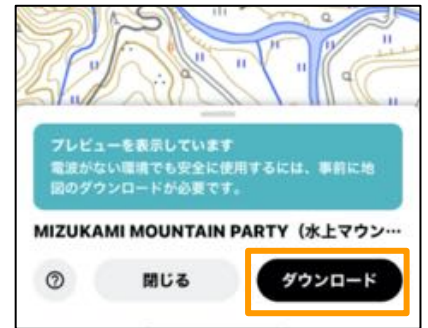 プレビューを表示しています
電波がない環境でも安全に使用するには、事前に地
図のダウンロードが必要です。
MIZUKAMI MOUNTAIN PARTY（水上マウン…
?
閉じる
ダウンロード